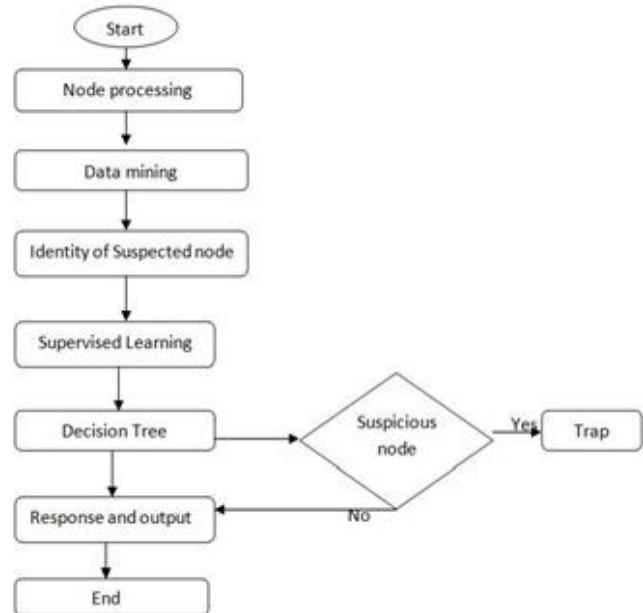 Start
Node processing
Data mining
Identity of Suspected node
Supervised Learning
Decision Tree
Suspicious
node
Yes
Trap
Response and output
No
End